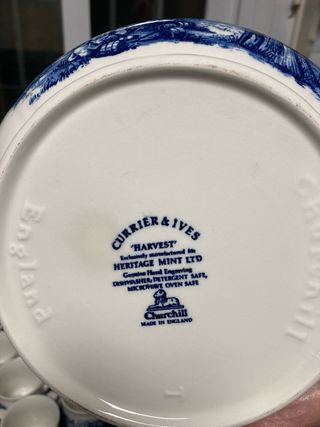 CURRIER & IVES
'HARVEST'
Exclusively manufactured for
HERITAGE MINT LTD
Genuine Hand Engraving
DISHWASHER, DETERGENT SAFE,
MICROWAVE OVEN SAFE
Churchill
MADE IN ENGLAND
England
Churchill
1